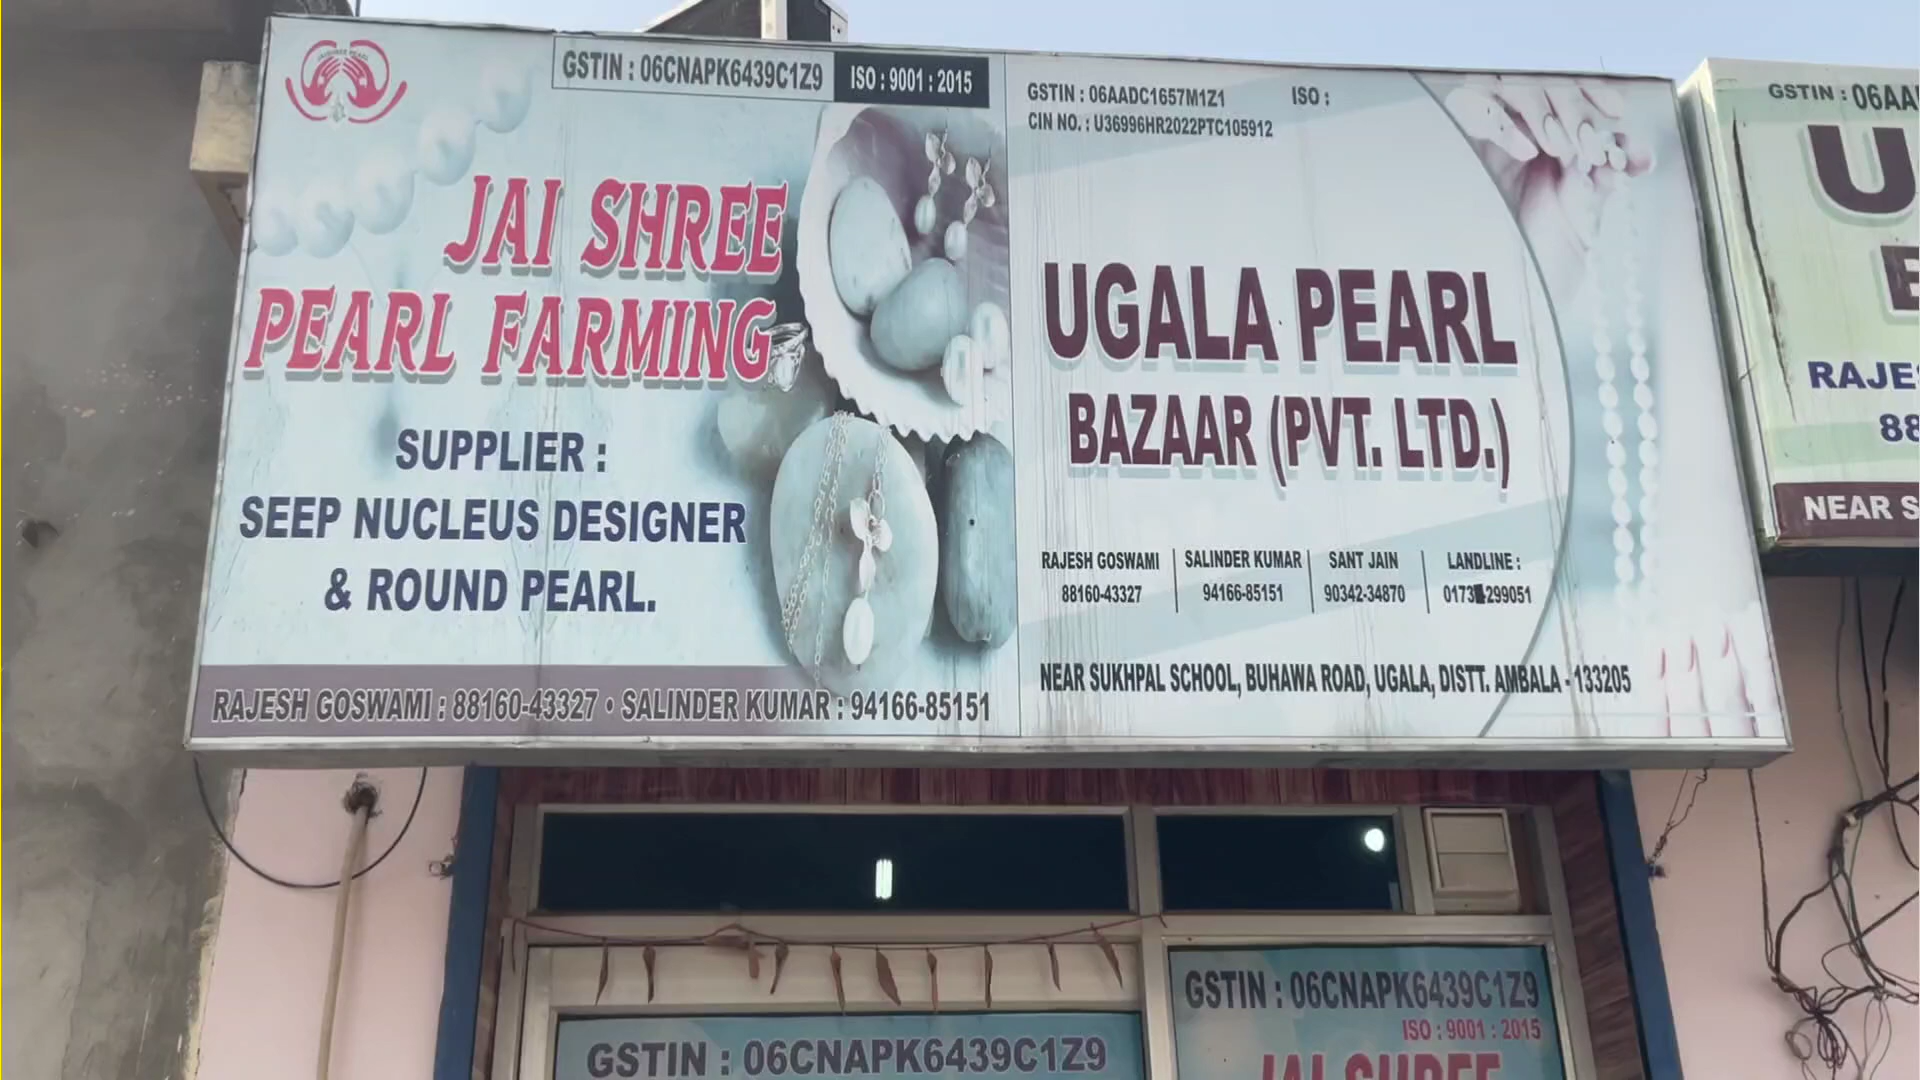 JAISHREE PEARL
GSTIN : 06CNAPK6439C1Z9
ISO : 9001 : 2015
JAI SHREE
PEARL FARMING
SUPPLIER :
SEEP NUCLEUS DESIGNER
& ROUND PEARL.
RAJESH GOSWAMI : 88160-43327 • SALINDER KUMAR : 94166-85151
GSTIN : 06AADC1657M1Z1 ISO :
CIN NO. : U36996HR2022PTC105912
UGALA PEARL
BAZAAR (PVT. LTD.)
RAJESH GOSWAMI SALINDER KUMAR SANT JAIN LANDLINE :
88160-43327 94166-85151 90342-34870 0173 -299051
NEAR SUKHPAL SCHOOL, BUHAWA ROAD, UGALA, DISTT. AMBALA - 133205
GSTIN : 06AA
U
RAJES
88
NEAR S
GSTIN : 06CNAPK6439C1Z9
GSTIN : 06CNAPK6439C1Z9
ISO : 9001 : 2015
JAI SHREE